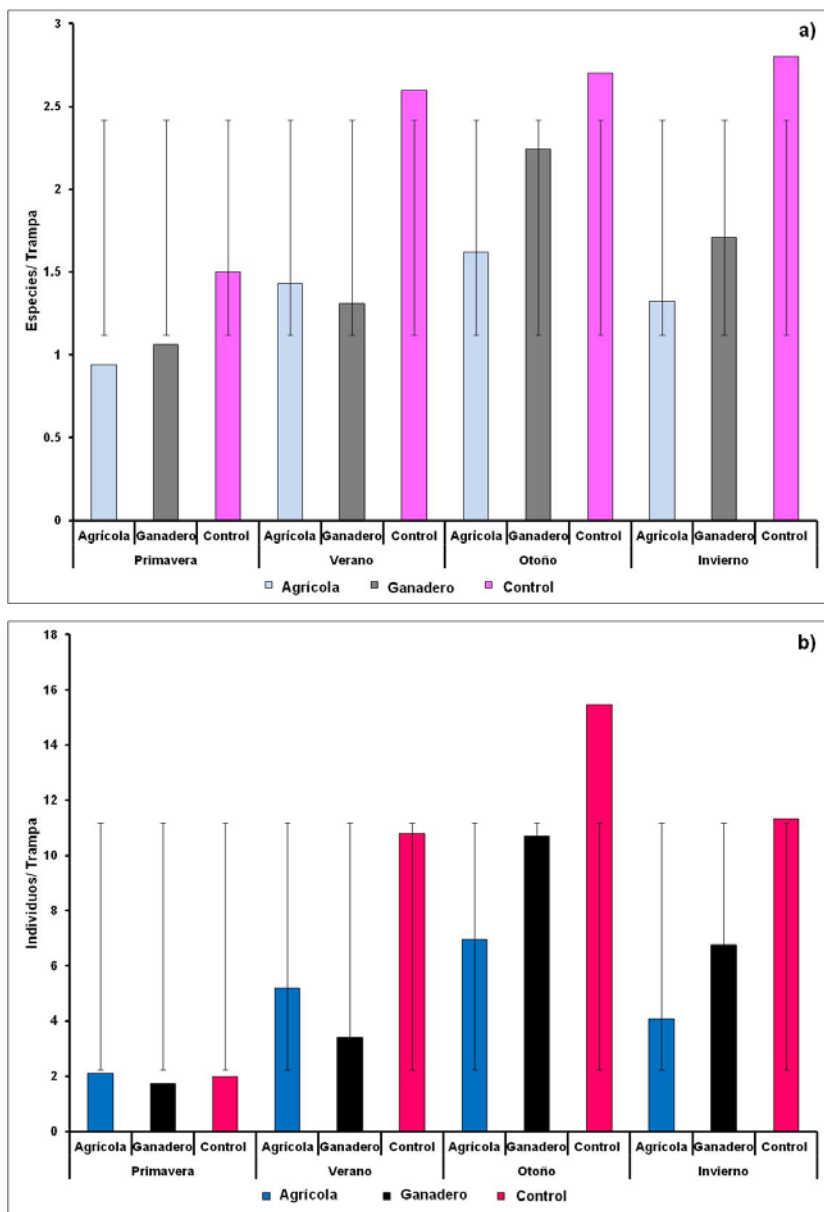 a)
3
2.5
2
1.5
1
0.5
0
Especies/ Trampa
Agrícola Ganadero Control Agrícola Ganadero Control Agrícola Ganadero Control Agrícola Ganadero Control
Primavera Verano Otoño Invierno
Agrícola Ganadero Control
b)
18
16
14
12
10
8
6
4
2
0
Individuos/ Trampa
Agrícola Ganadero Control Agrícola Ganadero Control Agrícola Ganadero Control Agrícola Ganadero Control
Primavera Verano Otoño Invierno
Agrícola Ganadero Control